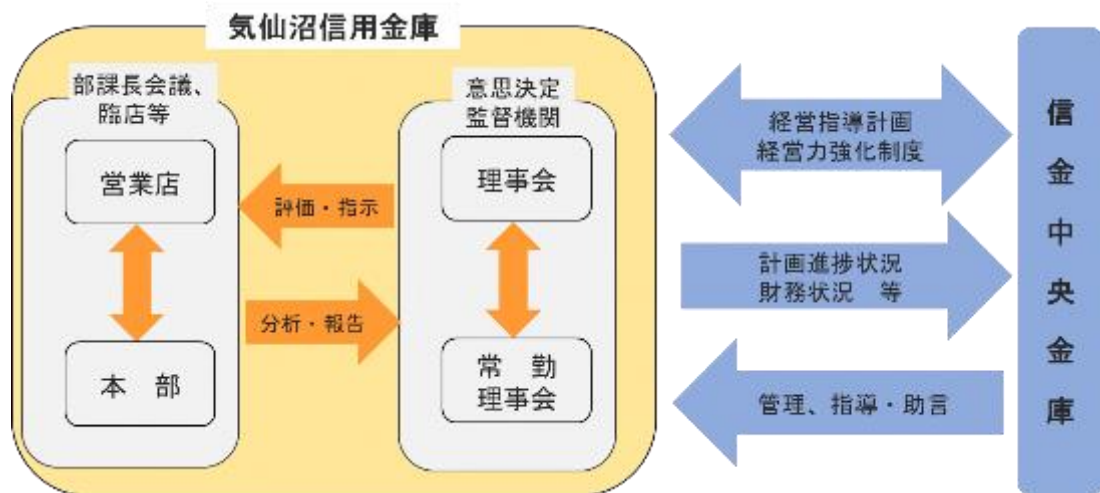 気仙沼信用金庫
部課長会議、
臨店等
営業店
本　部
評価・指示
分析・報告
意思決定
監督機関
理事会
常　勤
理事会
経営指導計画
経営力強化制度
計画進捗状況
財務状況　等
管理、指導・助言
信金中央金庫